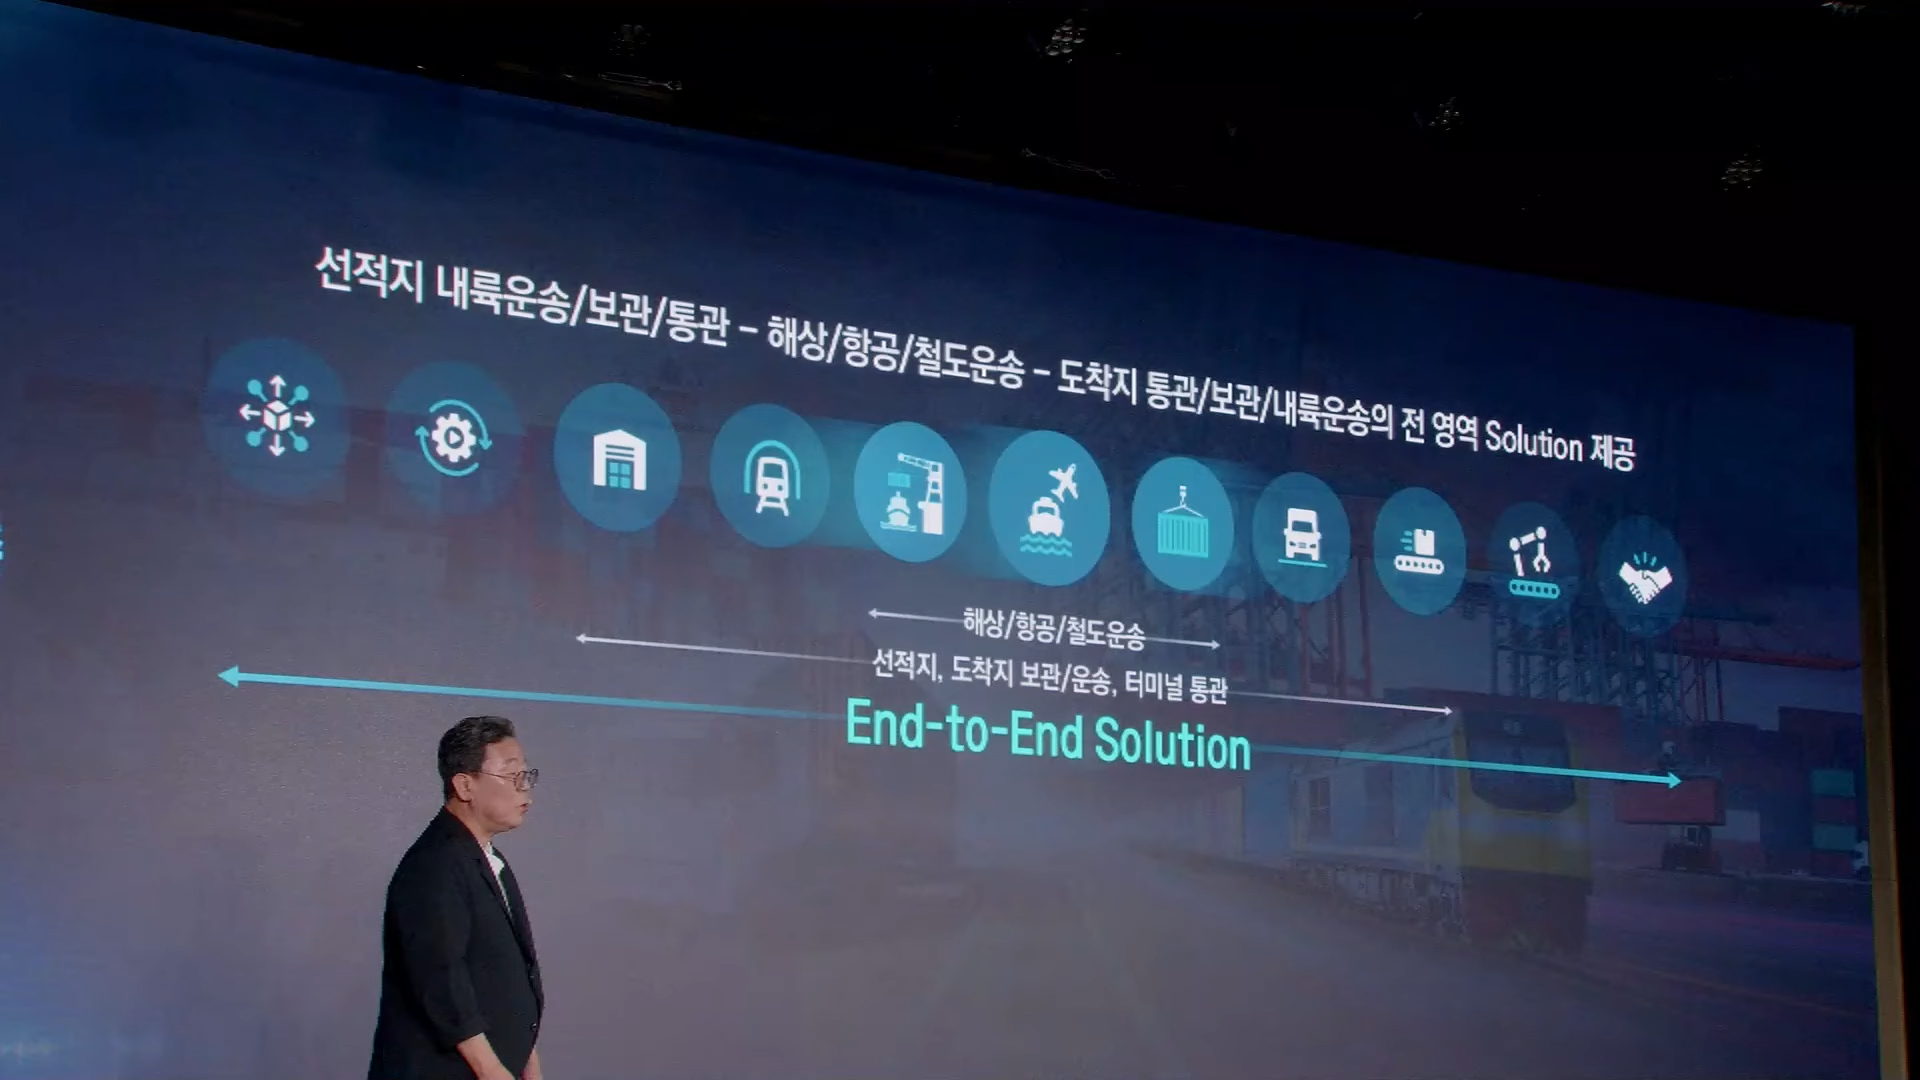 선적지 내륙운송/보관/통관 - 해상/항공/철도운송 - 도착지 통관/보관/내륙운송의 전 영역 Solution 제공
해상/항공/철도운송
선적지, 도착지 보관/운송, 터미널 통관
End-to-End Solution